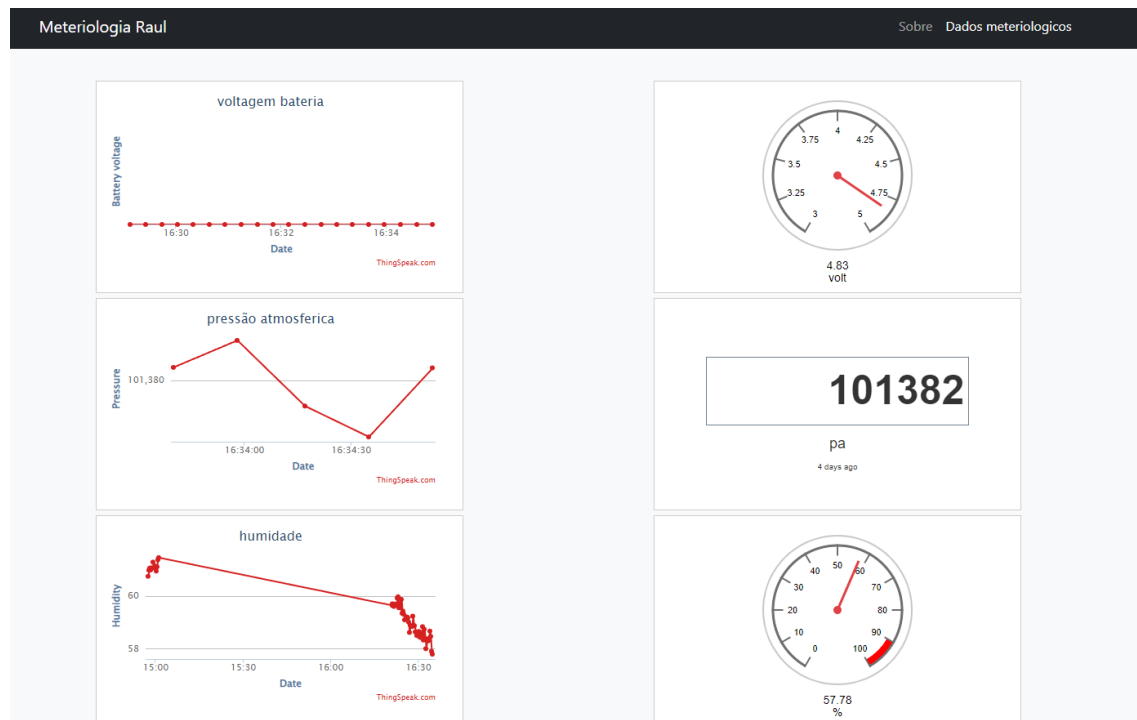 Meteriologia Raul
Sobre Dados meteriologicos
voltagem bateria
Battery voltage
16:30 16:32 16:34
Date
ThingSpeak.com
3 3.25 3.5 3.75 4 4.25 4.5 4.75 5
4.83
volt
pressão atmosferica
Pressure
101,380
16:34:00 16:34:30
Date
ThingSpeak.com
101382
pa
4 days ago
humidade
Humidity
60
58
15:00 15:30 16:00 16:30
Date
ThingSpeak.com
0 10 20 30 40 50 60 70 80 90 100
57.78
%